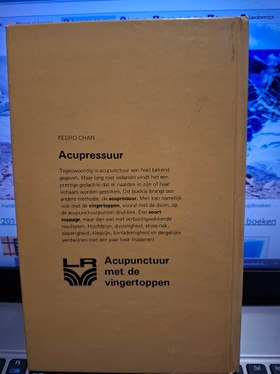 PEDRO CHAN
Acupressuur
Tegenwoordig is acupunctuur een heel bekend
gegeven. Maar lang niet iedereen vindt het een
prettige gedachte dat er naalden in zijn of haar
lichaam worden gestoken. Dit boekje brengt een
andere methode: de acupressuur. Men kan namelijk
ook met de vingertoppen, vooral met de duim, op
de acupunctuurpunten drukken. Een soort
massage, maar dan wel met verbazingwekkende
resultaten. Hoofdpijn, duizeligheid, stijve nek,
slaperigheid, kiespijn, kortademigheid en dergelijke
verdwijnen met een paar keer masseren!
LR
Acupunctuur
met de
vingertoppen
boeken